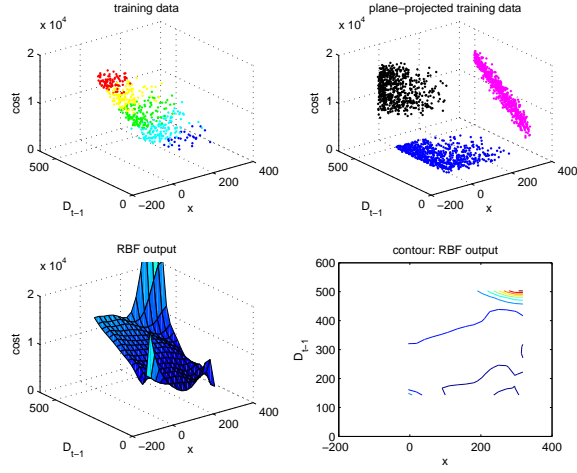 training data
x 10^4
2
1
0
cost
500
0
D_{t−1}
−200
0
200
400
x
plane−projected training data
x 10^4
2
1
0
cost
500
0
D_{t−1}
−200
0
200
400
x
RBF output
x 10^4
2
1
0
cost
500
0
D_{t−1}
−200
0
200
400
x
contour: RBF output
600
500
400
300
200
100
0
D_{t−1}
−200
0
200
400
x